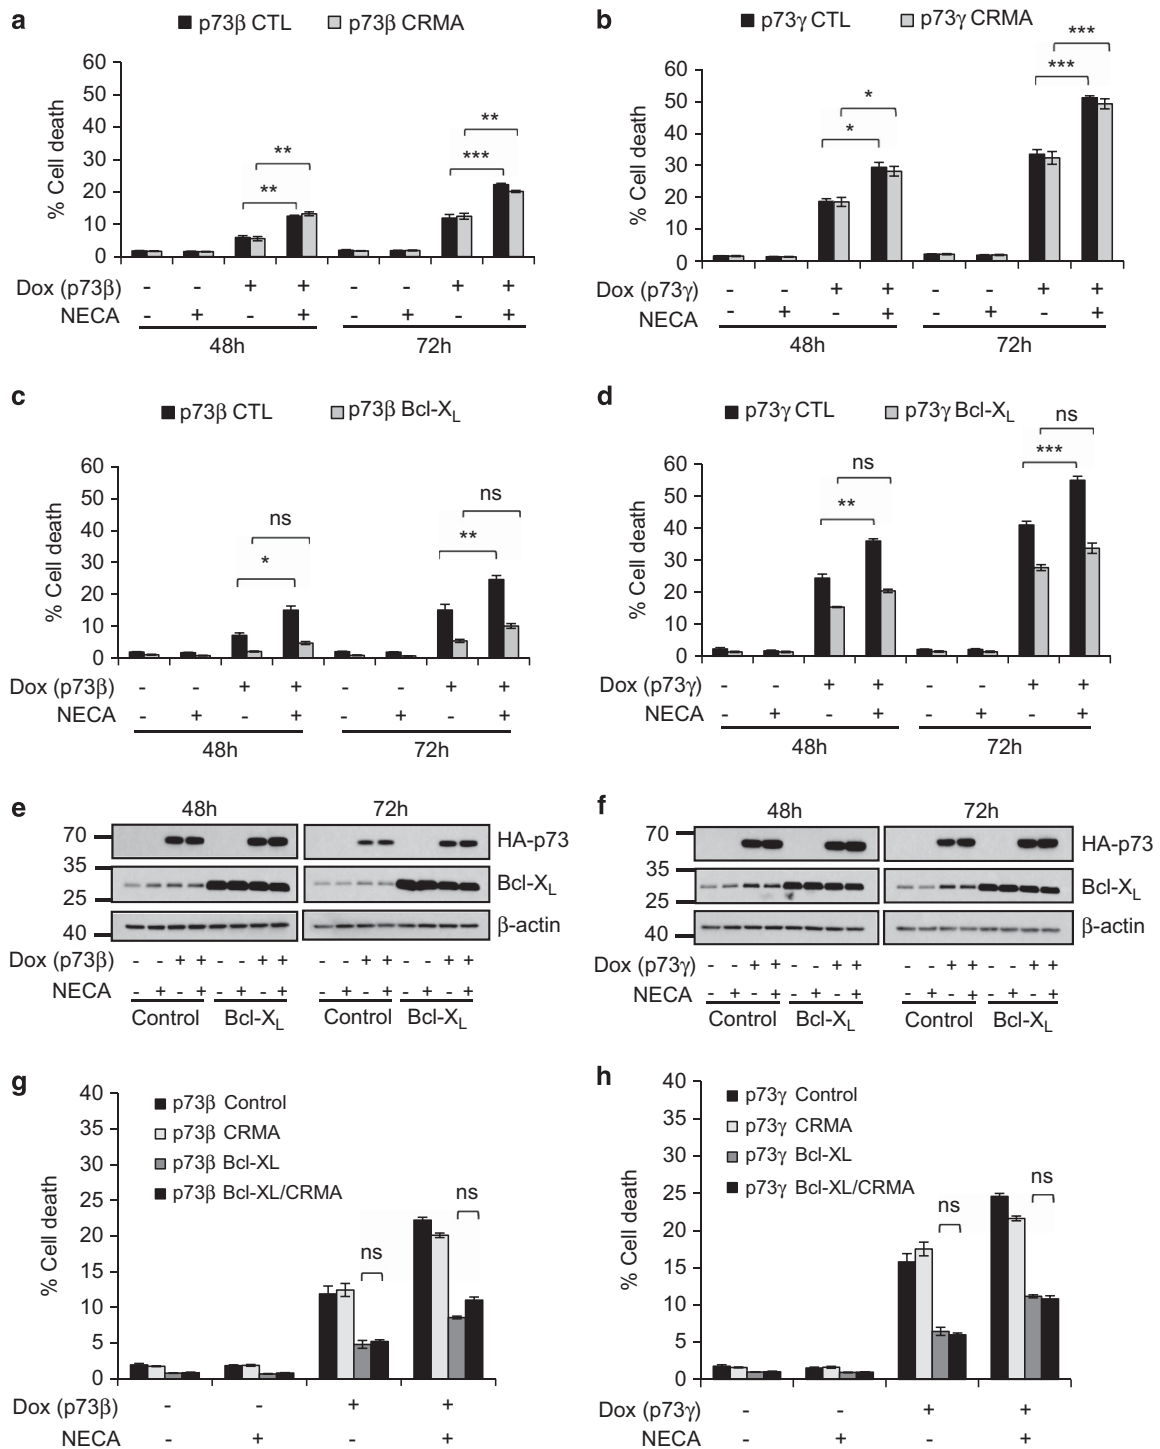 a
p73β CTL p73β CRMA
% Cell death
60
50
40
30
20
10
0
** ** *** **
Dox (p73β) - - + + - - + +
NECA - + - + - + - +
48h 72h
b
p73γ CTL p73γ CRMA
% Cell death
60
50
40
30
20
10
0
* * *** ***
Dox (p73γ) - - + + - - + +
NECA - + - + - + - +
48h 72h
c
p73β CTL p73β Bcl-XL
% Cell death
60
50
40
30
20
10
0
* ns ** ns
Dox (p73β) - - + + - - + +
NECA - + - + - + - +
48h 72h
d
p73γ CTL p73γ Bcl-XL
% Cell death
60
50
40
30
20
10
0
** ns *** ns
Dox (p73γ) - - + + - - + +
NECA - + - + - + - +
48h 72h
e
48h 72h
70 HA-p73
35
25 Bcl-XL
40 β-actin
Dox (p73β) - - + + - - + + - - + + - - + +
NECA - + - + - + - + - + - + - + - +
Control Bcl-XL Control Bcl-XL
f
48h 72h
70 HA-p73
35
25 Bcl-XL
40 β-actin
Dox (p73γ) - - + + - - + + - - + + - - + +
NECA - + - + - + - + - + - + - + - +
Control Bcl-XL Control Bcl-XL
g
p73β Control
p73β CRMA
p73β Bcl-XL
p73β Bcl-XL/CRMA
% Cell death
40
35
30
25
20
15
10
5
0
ns ns
Dox (p73β) - - + +
NECA - + - +
h
p73γ Control
p73γ CRMA
p73γ Bcl-XL
p73γ Bcl-XL/CRMA
% Cell death
40
35
30
25
20
15
10
5
0
ns ns
Dox (p73γ) - - + +
NECA - + - +